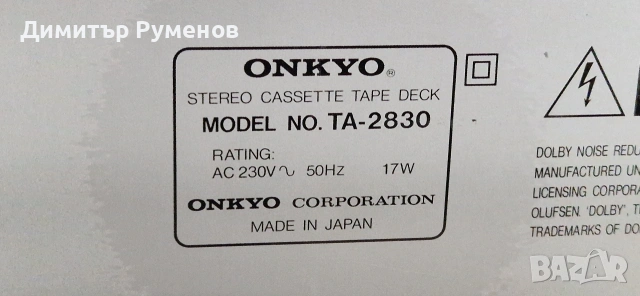 Димитър Руменов
ONKYO®
STEREO CASSETTE TAPE DECK
MODEL NO. TA-2830
RATING:
AC 230V∿ 50Hz 17W
ONKYO CORPORATION
MADE IN JAPAN
DOLBY NOISE REDU
MANUFACTURED UN
LICENSING CORPORA
OLUFSEN. 'DOLBY', T
TRADEMARKS OF DO
BAZAR